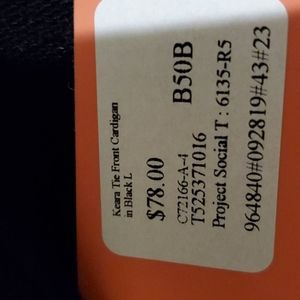 Keara Tie Front Cardigan
in Black L
$78.00 B50B
C72166-A-4
T525371016
Project Social T : 6135-R5
964840#092819#43#23